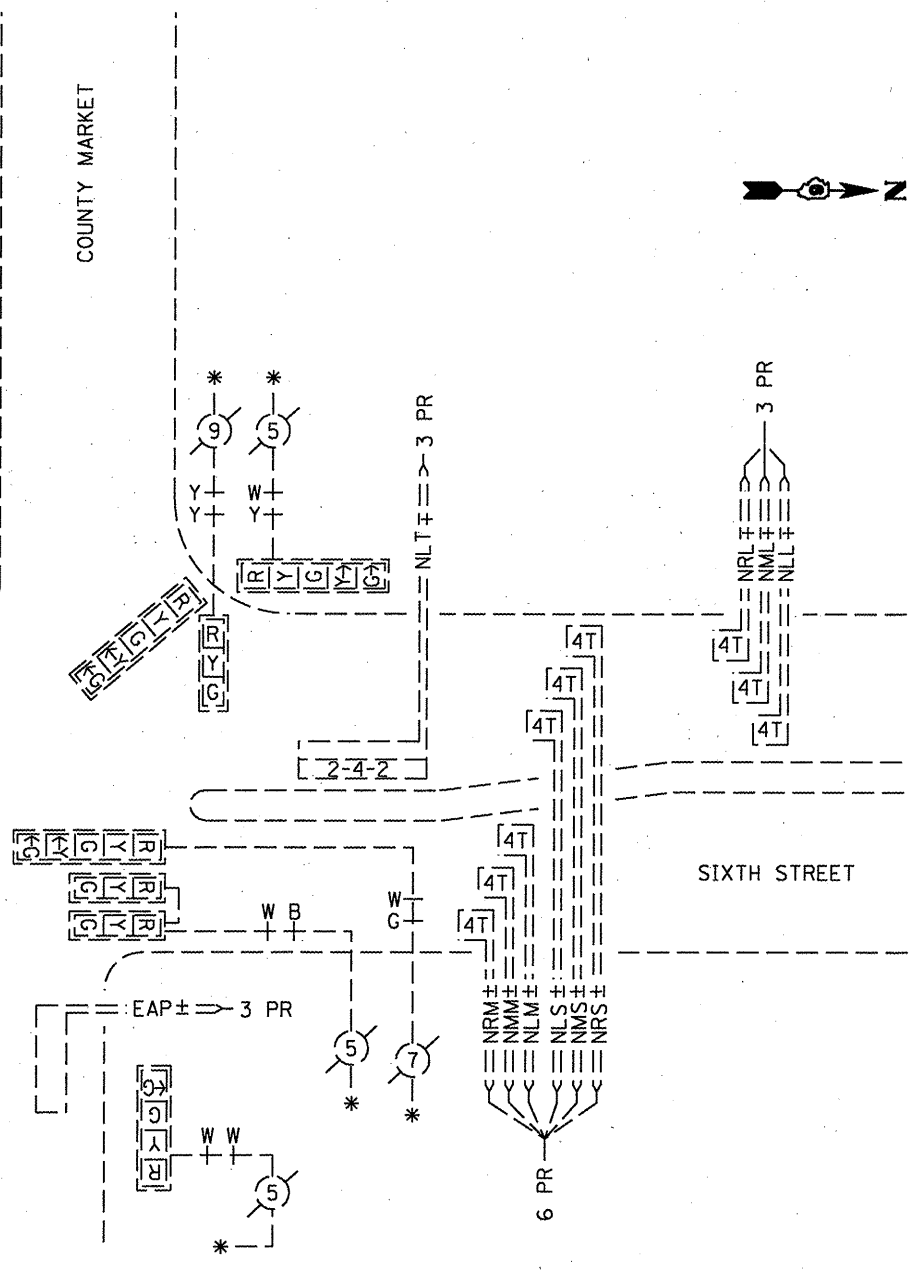 COUNTY MARKET
6
N
*
*
9
5
Y
Y
W
Y
R Y G Y G
R Y G Y G
R
Y
G
NLT±
3 PR
NRL±
NML±
NLL±
3 PR
4T
4T
4T
4T
4T
4T
2-4-2
SIXTH STREET
R Y G Y G
R Y G
R Y G
W B
W
G
4T
4T
4T
EAP±
3 PR
NRM±
NMM±
NLM±
NLS±
NMS±
NRS±
6 PR
5
7
*
*
G
G
Y
R
W W
5
*